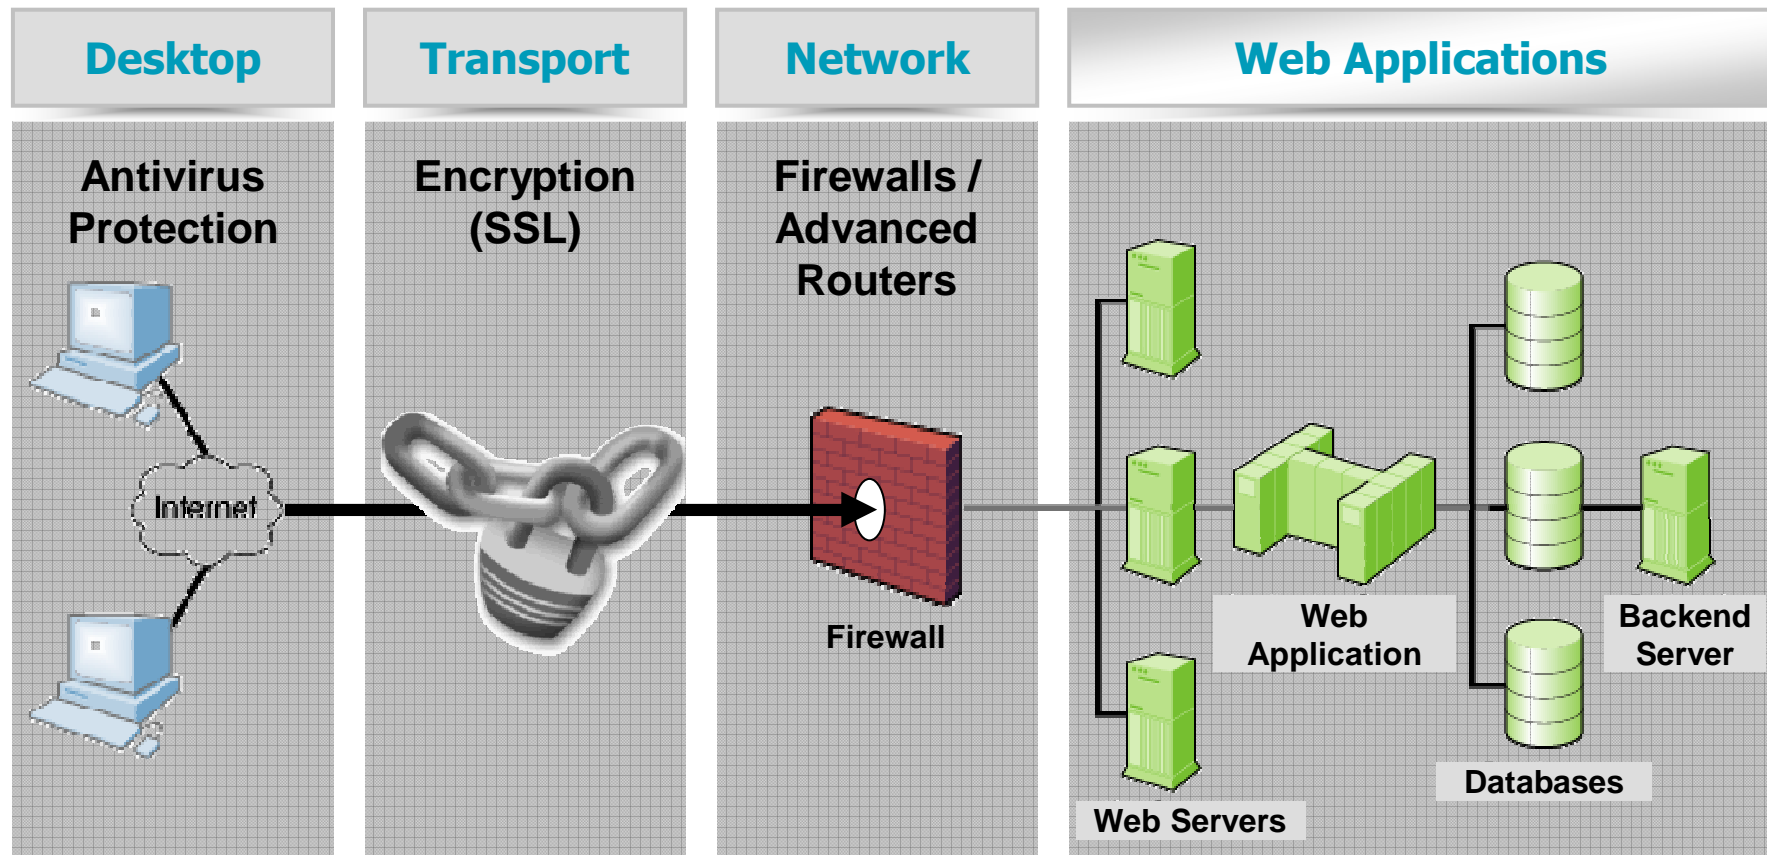 Desktop
Transport
Network
Web Applications
Antivirus
Protection
Encryption
(SSL)
Firewalls /
Advanced
Routers
Internet
Firewall
Web
Application
Backend
Server
Databases
Web Servers